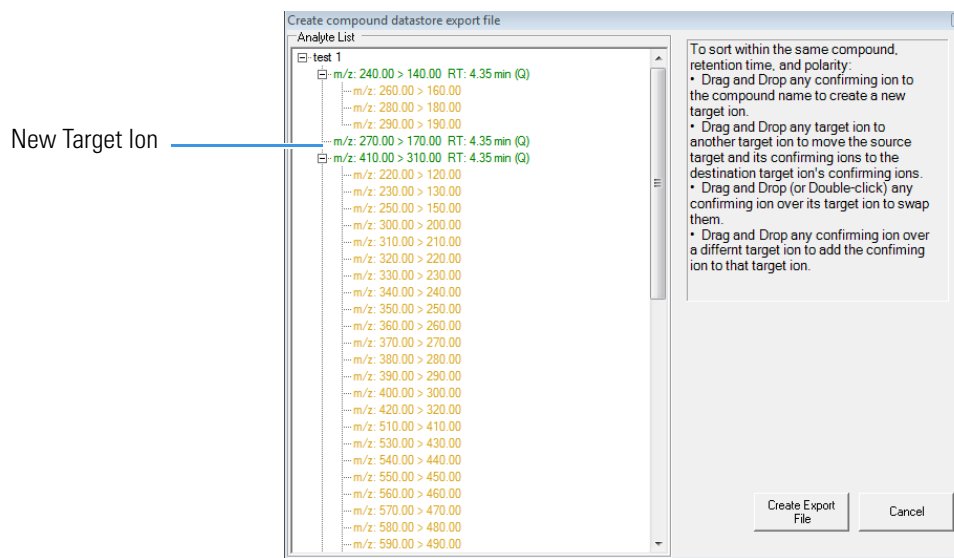 Create compound datastore export file
Analyte List
test 1
m/z: 240.00 > 140.00 RT: 4.35 min (Q)
m/z: 260.00 > 160.00
m/z: 280.00 > 180.00
m/z: 290.00 > 190.00
m/z: 270.00 > 170.00 RT: 4.35 min (Q)
m/z: 410.00 > 310.00 RT: 4.35 min (Q)
m/z: 220.00 > 120.00
m/z: 230.00 > 130.00
m/z: 250.00 > 150.00
m/z: 300.00 > 200.00
m/z: 310.00 > 210.00
m/z: 320.00 > 220.00
m/z: 330.00 > 230.00
m/z: 340.00 > 240.00
m/z: 350.00 > 250.00
m/z: 360.00 > 260.00
m/z: 370.00 > 270.00
m/z: 380.00 > 280.00
m/z: 390.00 > 290.00
m/z: 400.00 > 300.00
m/z: 420.00 > 320.00
m/z: 510.00 > 410.00
m/z: 530.00 > 430.00
m/z: 540.00 > 440.00
m/z: 550.00 > 450.00
m/z: 560.00 > 460.00
m/z: 570.00 > 470.00
m/z: 580.00 > 480.00
m/z: 590.00 > 490.00
New Target Ion
To sort within the same compound,
retention time, and polarity:
• Drag and Drop any confirming ion to
the compound name to create a new
target ion.
• Drag and Drop any target ion to
another target ion to move the source
target and its confirming ions to the
destination target ion's confirming ions.
• Drag and Drop (or Double-click) any
confirming ion over its target ion to swap
them.
• Drag and Drop any confirming ion over
a differnt target ion to add the confiming
ion to that target ion.
Create Export
File
Cancel